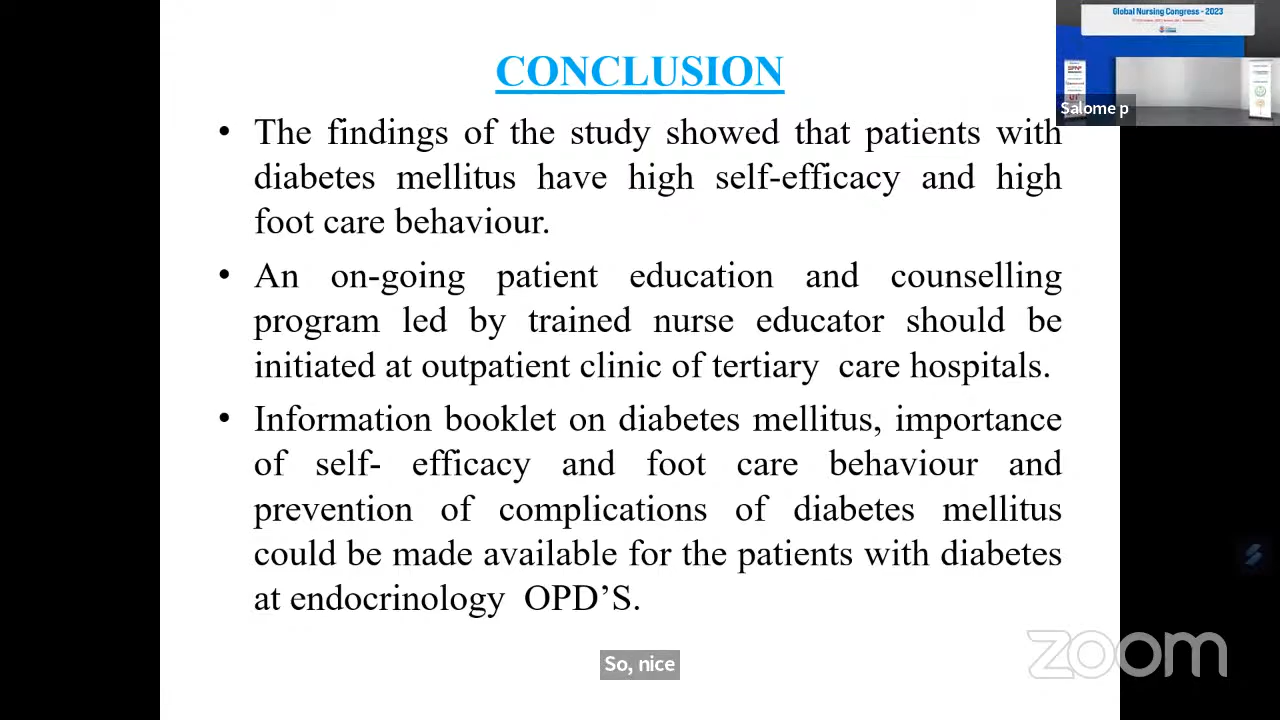 Global Nursing Congress - 2023
Salome p
CONCLUSION
• The findings of the study showed that patients with
diabetes mellitus have high self-efficacy and high
foot care behaviour.
• An on-going patient education and counselling
program led by trained nurse educator should be
initiated at outpatient clinic of tertiary care hospitals.
• Information booklet on diabetes mellitus, importance
of self- efficacy and foot care behaviour and
prevention of complications of diabetes mellitus
could be made available for the patients with diabetes
at endocrinology OPD’S.
So, nice
zoom